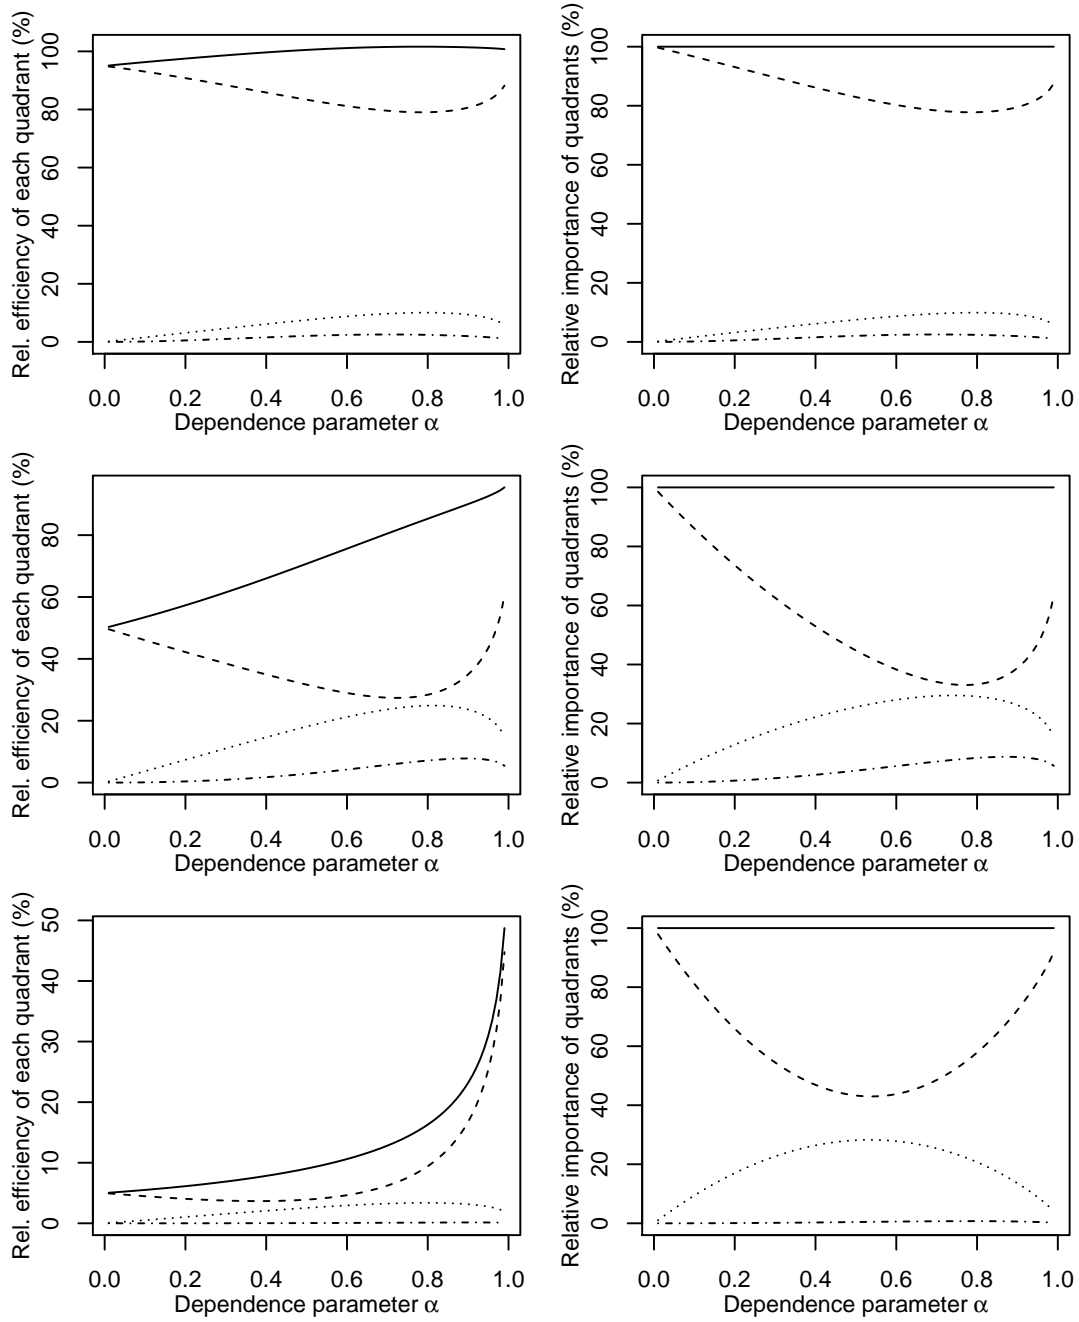 Rel. efficiency of each quadrant (%)
0 20 40 60 80 100
0.0 0.2 0.4 0.6 0.8 1.0
Dependence parameter α
Relative importance of quadrants (%)
0 20 40 60 80 100
0.0 0.2 0.4 0.6 0.8 1.0
Dependence parameter α
Rel. efficiency of each quadrant (%)
0 20 40 60 80
0.0 0.2 0.4 0.6 0.8 1.0
Dependence parameter α
Relative importance of quadrants (%)
0 20 40 60 80 100
0.0 0.2 0.4 0.6 0.8 1.0
Dependence parameter α
Rel. efficiency of each quadrant (%)
0 10 20 30 40 50
0.0 0.2 0.4 0.6 0.8 1.0
Dependence parameter α
Relative importance of quadrants (%)
0 20 40 60 80 100
0.0 0.2 0.4 0.6 0.8 1.0
Dependence parameter α